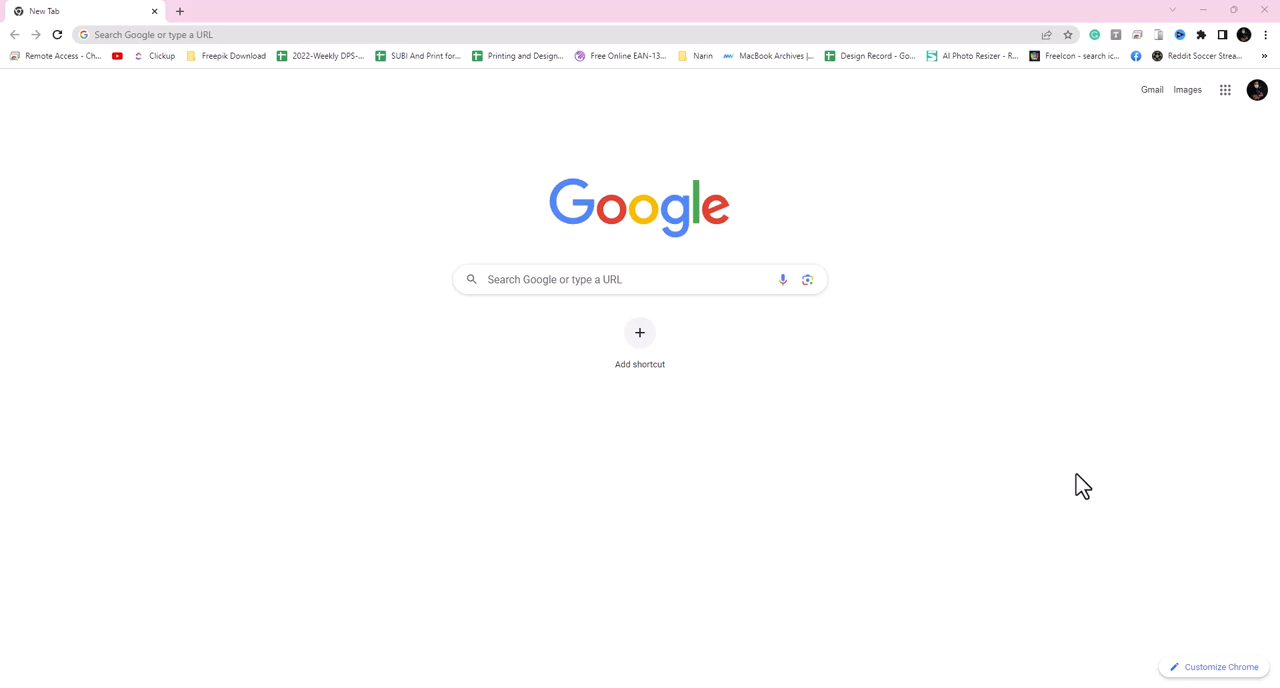 New Tab
Search Google or type a URL
Remote Access - Ch... Clickup Freepik Download 2022-Weekly DPS-... SUBI And Print for... Printing and Design... Free Online EAN-13... Narin MacBook Archives |... Design Record - Go... AI Photo Resizer - R... FreeIcon - search ic... Reddit Soccer Strea... »
Gmail Images
Google
Search Google or type a URL
Add shortcut
Customize Chrome